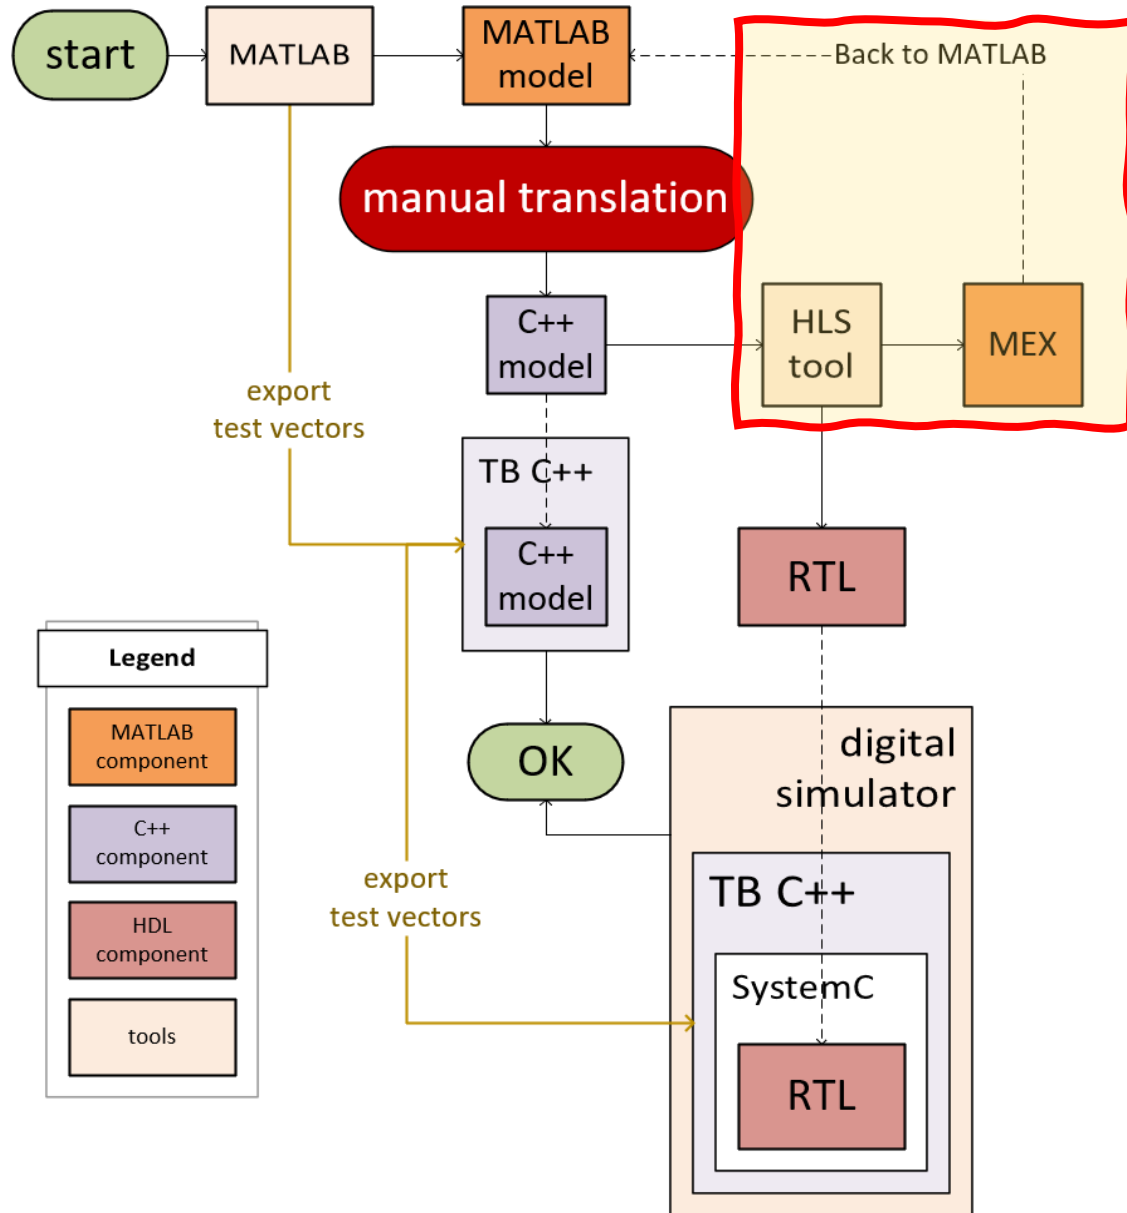 start
MATLAB
MATLAB
model
Back to MATLAB
manual translation
C++
model
HLS
tool
MEX
export
test vectors
TB C++
C++
model
RTL
Legend
MATLAB
component
C++
component
HDL
component
tools
OK
digital
simulator
export
test vectors
TB C++
SystemC
RTL